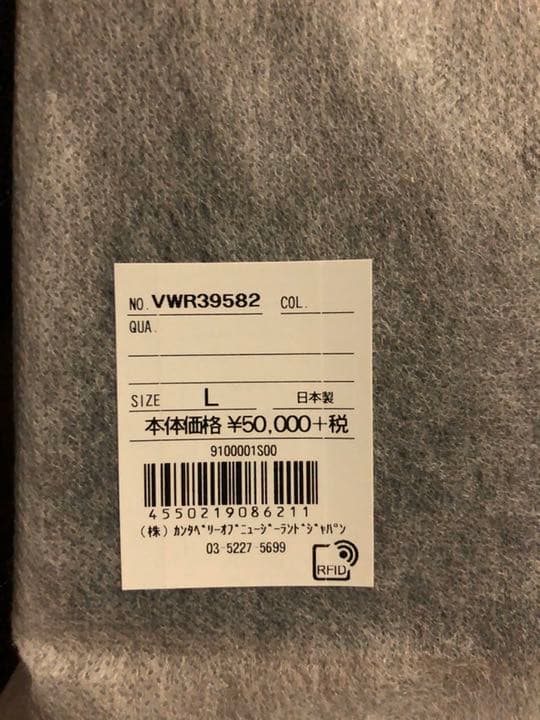 NO. VWR39582 COL.
QUA.
SIZE L 日本製
本体価格 ¥50,000+税
9100001S00
4550219086211
(株) ｶﾝﾀﾍﾞﾘｰｵﾌﾞﾆｭｰｼﾞｰﾗﾝﾄﾞｼﾞｬﾊﾟﾝ
03-5227-5699
RFID